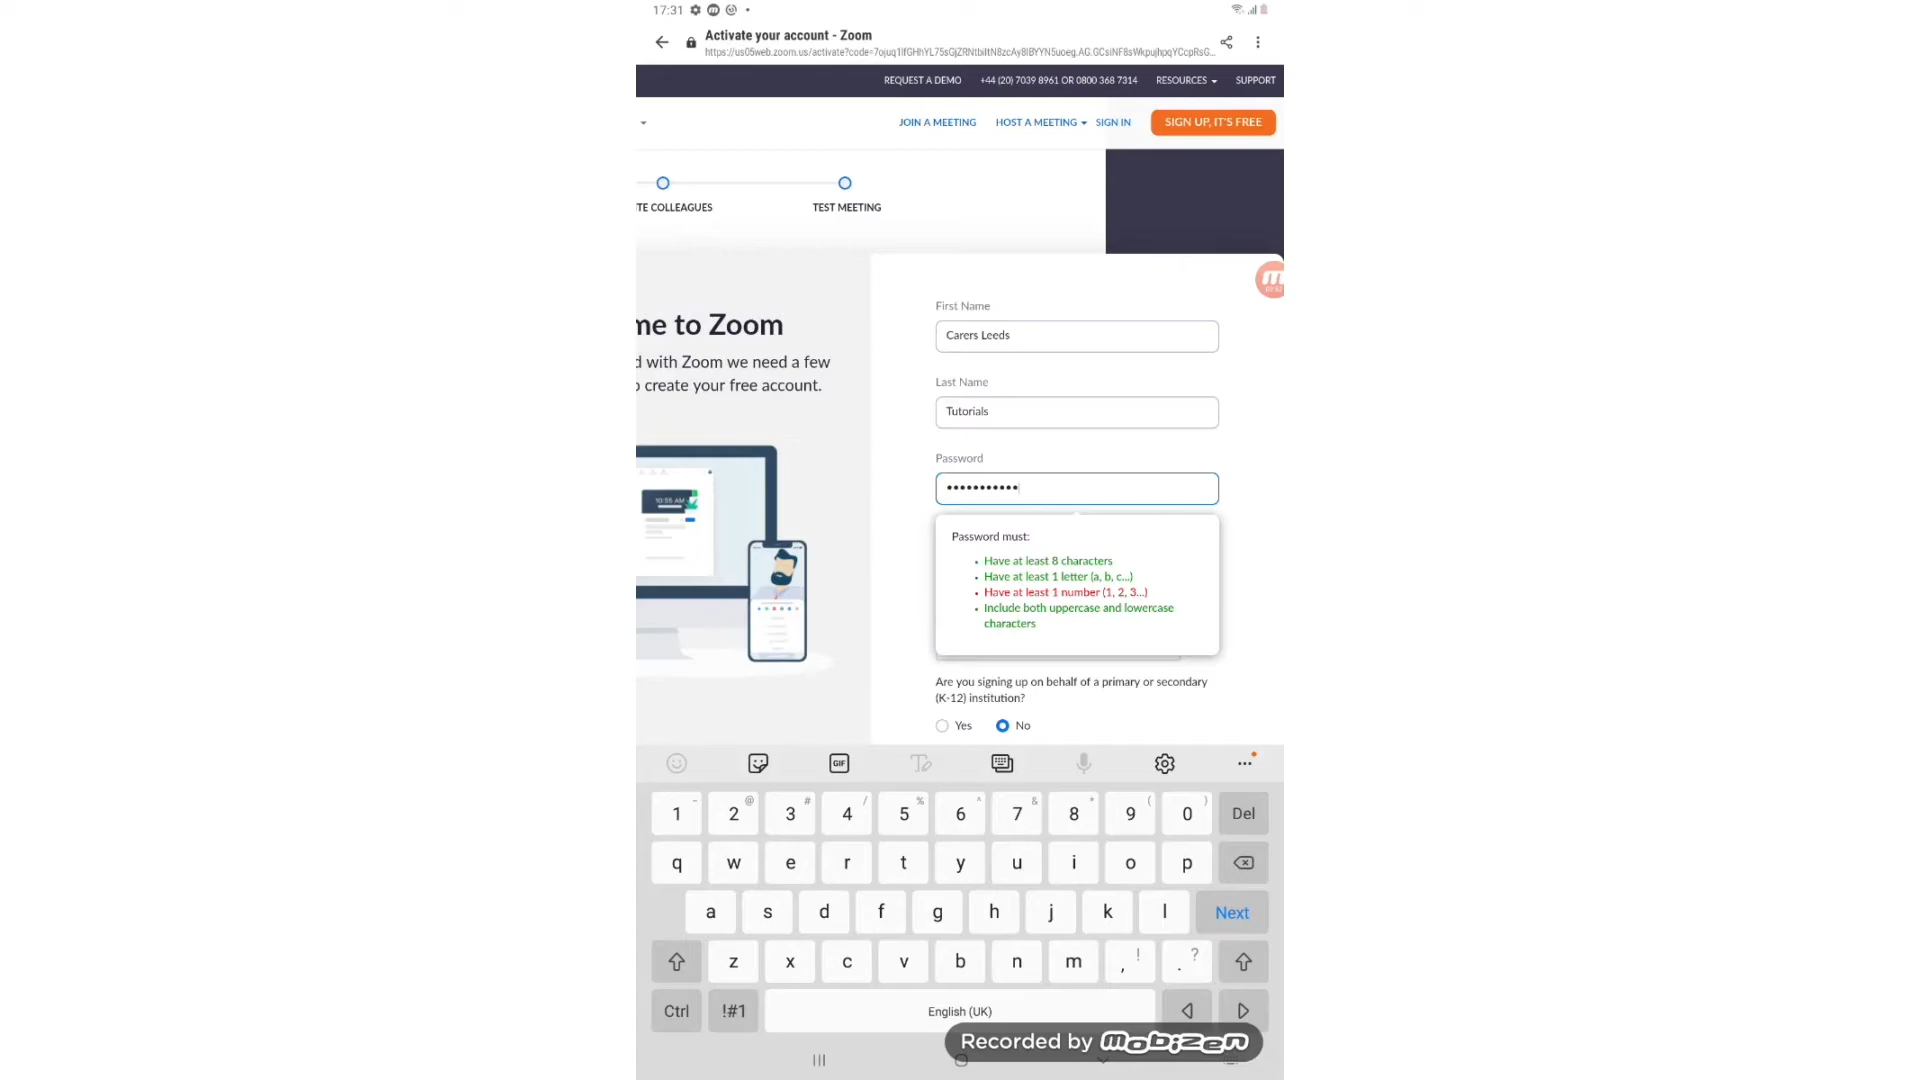 17:31
Activate your account - Zoom
REQUEST A DEMO +44 (20) 7039 8961 OR 0800 368 7314 RESOURCES SUPPORT
JOIN A MEETING HOST A MEETING SIGN IN SIGN UP, IT'S FREE
TE COLLEAGUES TEST MEETING
First Name
Carers Leeds
me to Zoom
d with Zoom we need a few
o create your free account.
Last Name
Tutorials
Password
•••••••••••
Password must:
• Have at least 8 characters
• Have at least 1 letter (a, b, c...)
• Have at least 1 number (1, 2, 3...)
• Include both uppercase and lowercase
characters
10:55 AM
Are you signing up on behalf of a primary or secondary
(K-12) institution?
Yes No
GIF
1 - 2 @ 3 # 4 / 5 % 6 ^ 7 & 8 * 9 ( 0 ) Del
q w e r t y u i o p
a s d f g h j k l Next
z x c v b n m , ! . ?
Ctrl !#1 English (UK)
Recorded by mobizen